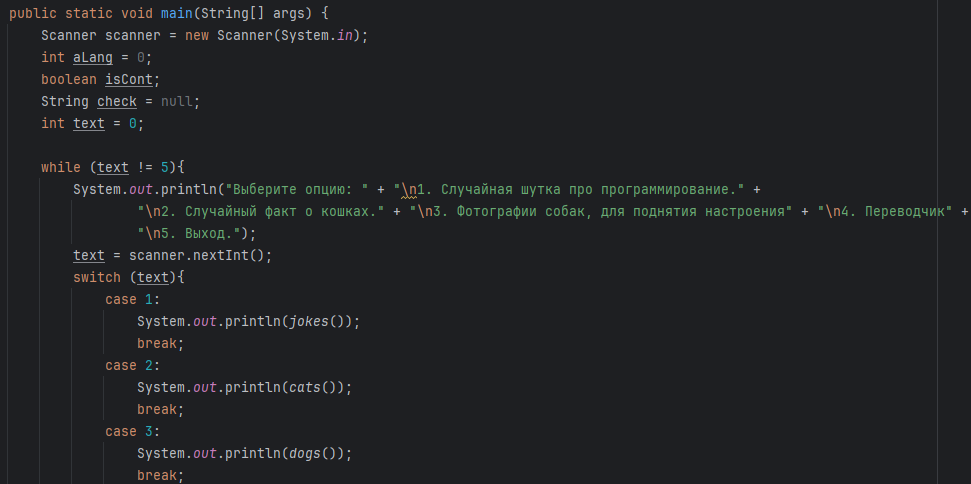 public static void main(String[] args) {
Scanner scanner = new Scanner(System.in);
int aLang = 0;
boolean isCont;
String check = null;
int text = 0;
while (text != 5){
System.out.println("Выберите опцию: " + "\n1. Случайная шутка про программирование." +
"\n2. Случайный факт о кошках." + "\n3. Фотографии собак, для поднятия настроения" + "\n4. Переводчик" +
"\n5. Выход.");
text = scanner.nextInt();
switch (text){
case 1:
System.out.println(jokes());
break;
case 2:
System.out.println(cats());
break;
case 3:
System.out.println(dogs());
break;